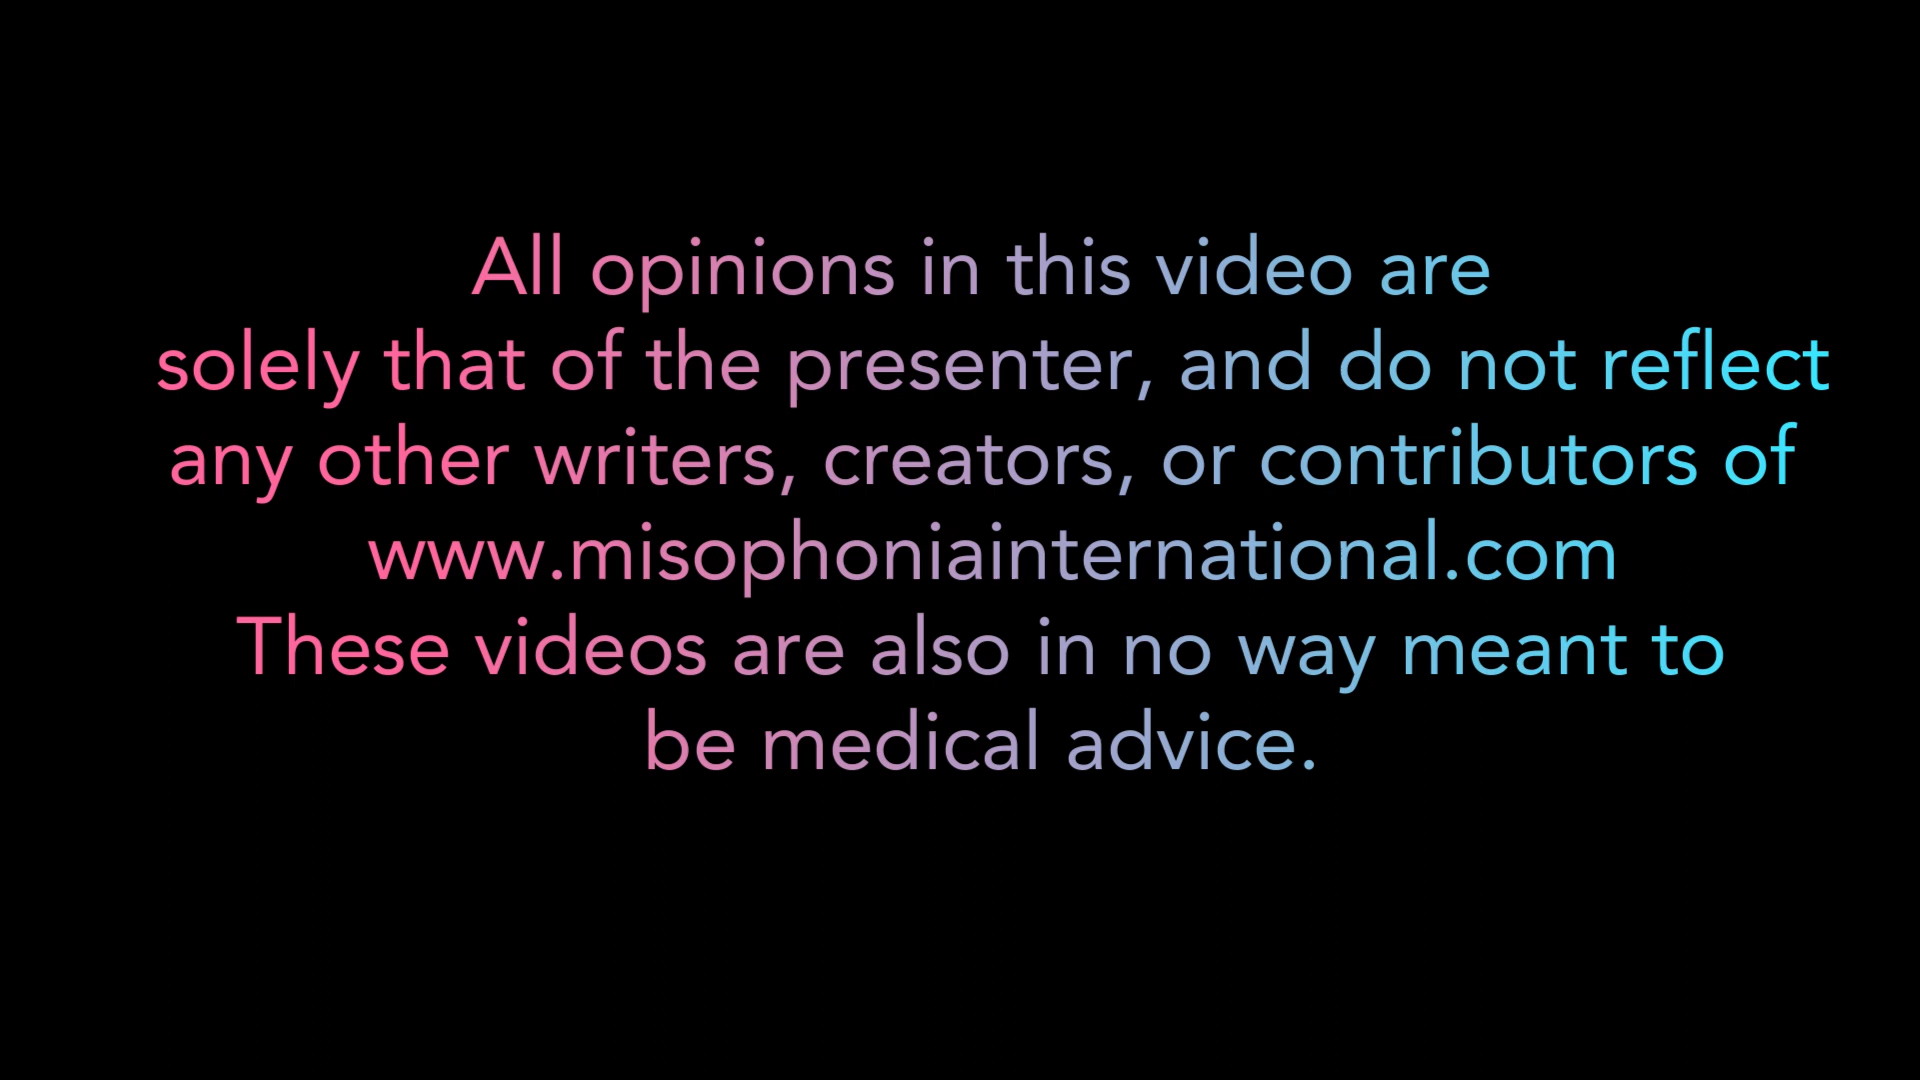 All opinions in this video are
solely that of the presenter, and do not reflect
any other writers, creators, or contributors of
www.misophoniainternational.com
These videos are also in no way meant to
be medical advice.